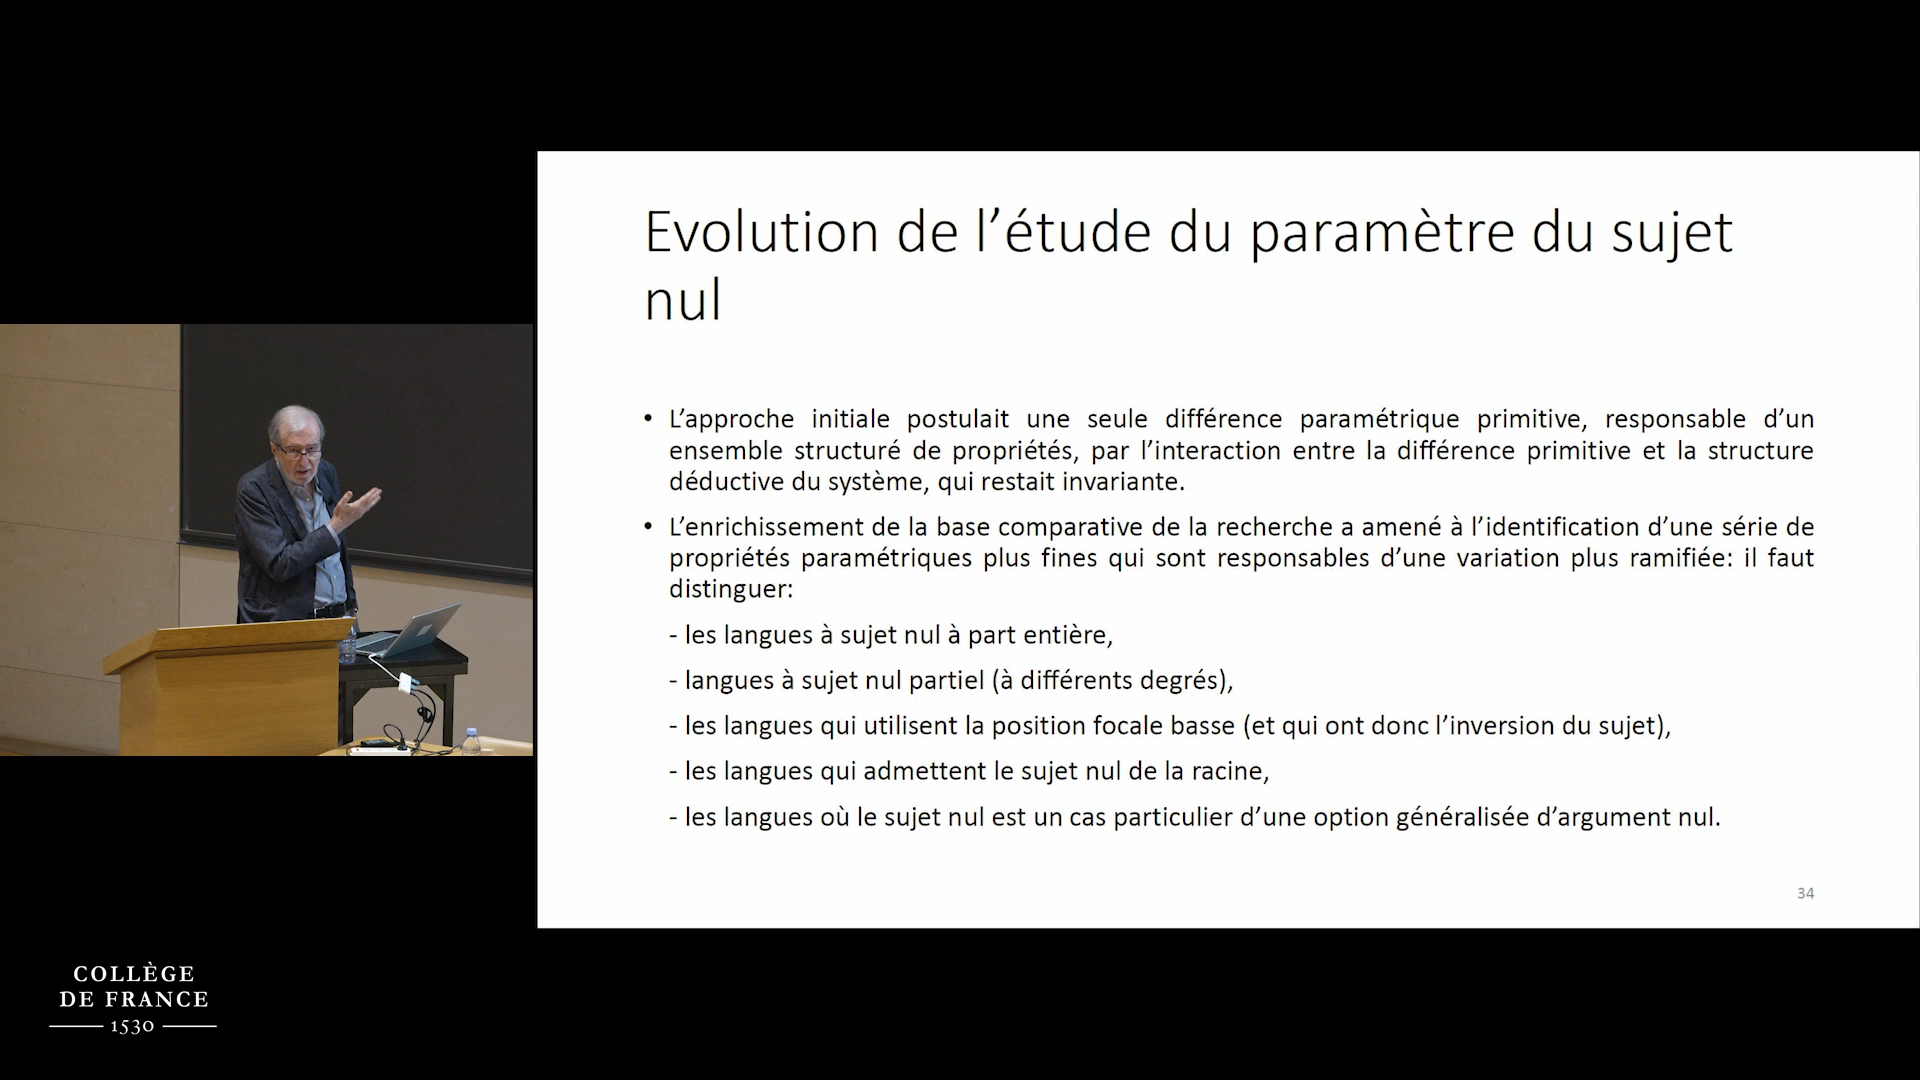 Evolution de l’étude du paramètre du sujet
nul
• L’approche initiale postulait une seule différence paramétrique primitive, responsable d’un
ensemble structuré de propriétés, par l’interaction entre la différence primitive et la structure
déductive du système, qui restait invariante.
• L’enrichissement de la base comparative de la recherche a amené à l’identification d’une série de
propriétés paramétriques plus fines qui sont responsables d’une variation plus ramifiée: il faut
distinguer:
- les langues à sujet nul à part entière,
- langues à sujet nul partiel (à différents degrés),
- les langues qui utilisent la position focale basse (et qui ont donc l’inversion du sujet),
- les langues qui admettent le sujet nul de la racine,
- les langues où le sujet nul est un cas particulier d’une option généralisée d’argument nul.
34
COLLÈGE
DE FRANCE
1530